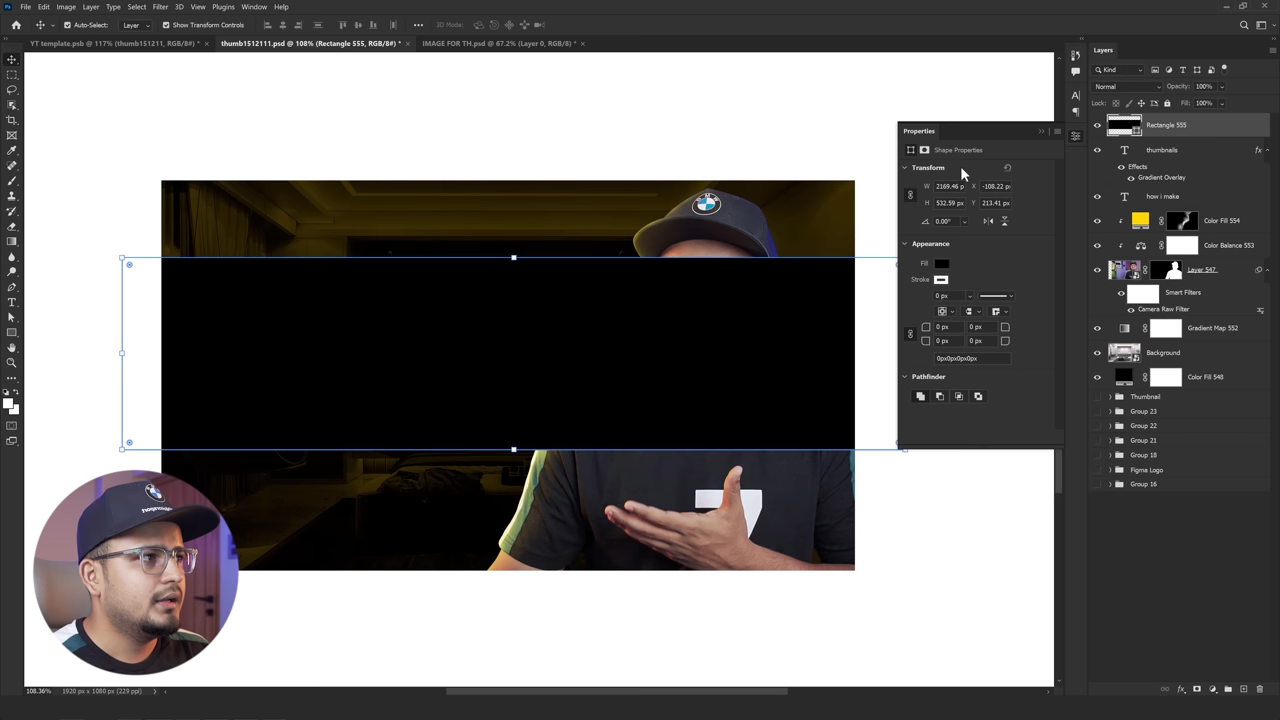 File Edit Image Layer Type Select Filter 3D View Plugins Window Help
Auto-Select: Layer Show Transform Controls 3D Mode:
YT template.psb @ 117% (thumb151211, RGB/8#) * × thumb1512111.psd @ 108% (Rectangle 555, RGB/8#) * × IMAGE FOR TH.psd @ 67.2% (Layer 0, RGB/8*) * ×
Properties
Shape Properties
Transform
W 2169.46 p X -108.22 pi
H 532.59 px Y 213.41 px
0.00°
Appearance
Fill
Stroke
0 px
0 px 0 px
0 px 0 px
0px0px0px0px
Pathfinder
Layers
Kind
Normal Opacity: 100%
Lock: Fill: 100%
Rectangle 555
T thumbnails fx
Effects
Gradient Overlay
T how i make
Color Fill 554
Color Balance 553
Layer 547
Smart Filters
Camera Raw Filter
Gradient Map 552
Background
Color Fill 548
Thumbnail
Group 23
Group 22
Group 21
Group 18
Figma Logo
Group 16
108.36% 1920 px x 1080 px (229 ppi)
BMW
7